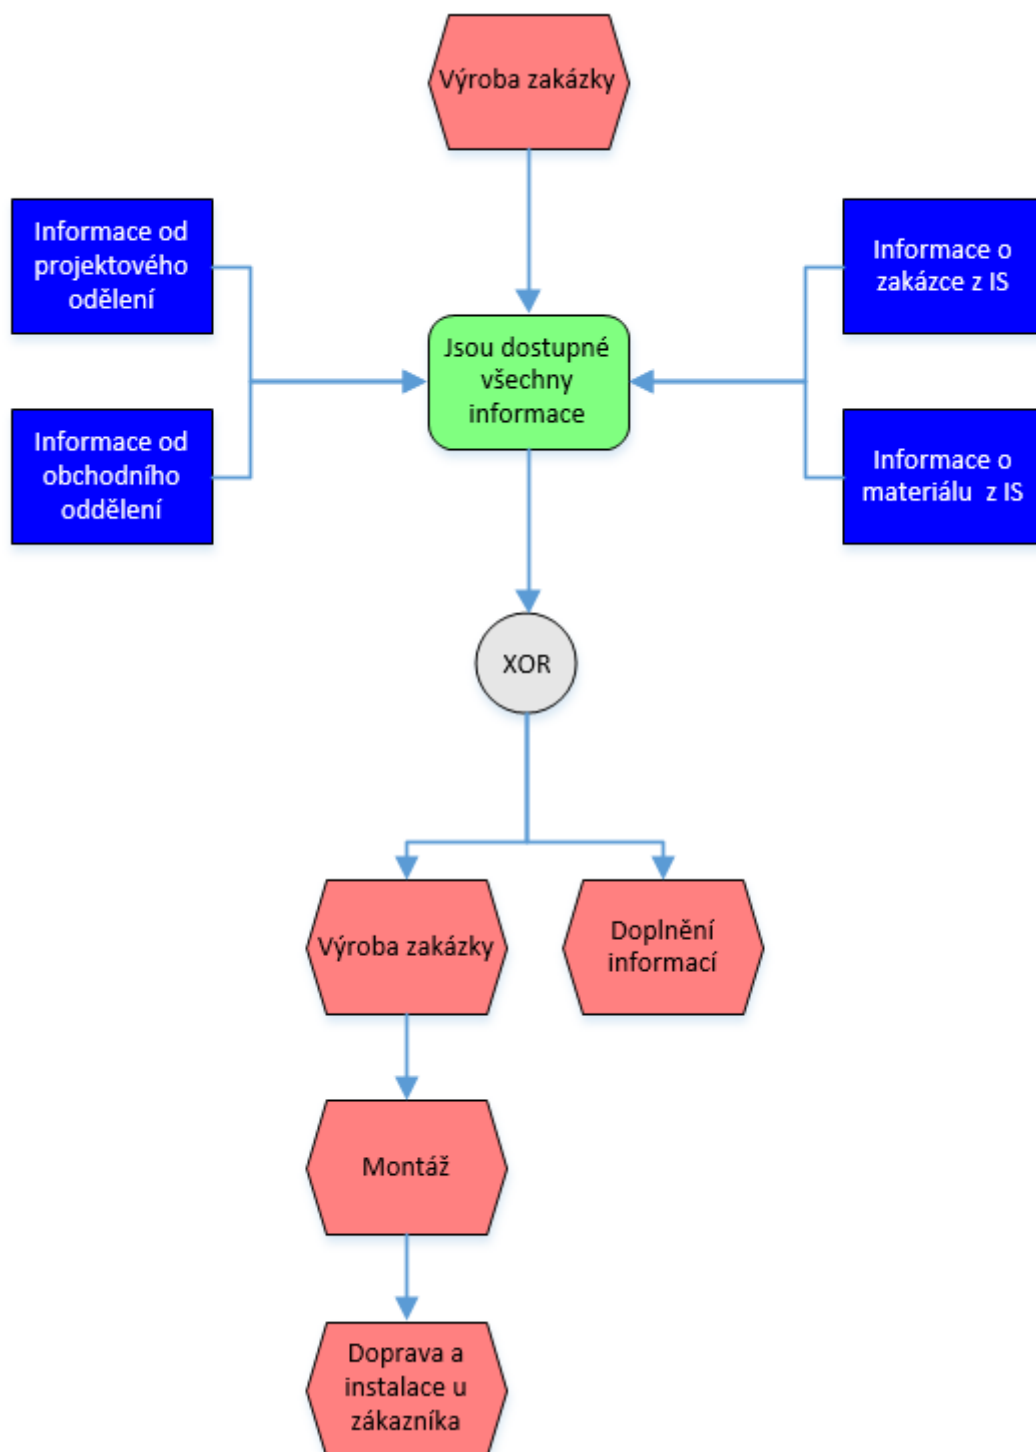 Výroba zakázky
Informace od
projektového
odělení
Informace o
zakázce z IS
Jsou dostupné
všechny
informace
Informace od
obchodního
oddělení
Informace o
materiálu z IS
XOR
Výroba zakázky
Doplnění
informací
Montáž
Doprava a
instalace u
zákazníka